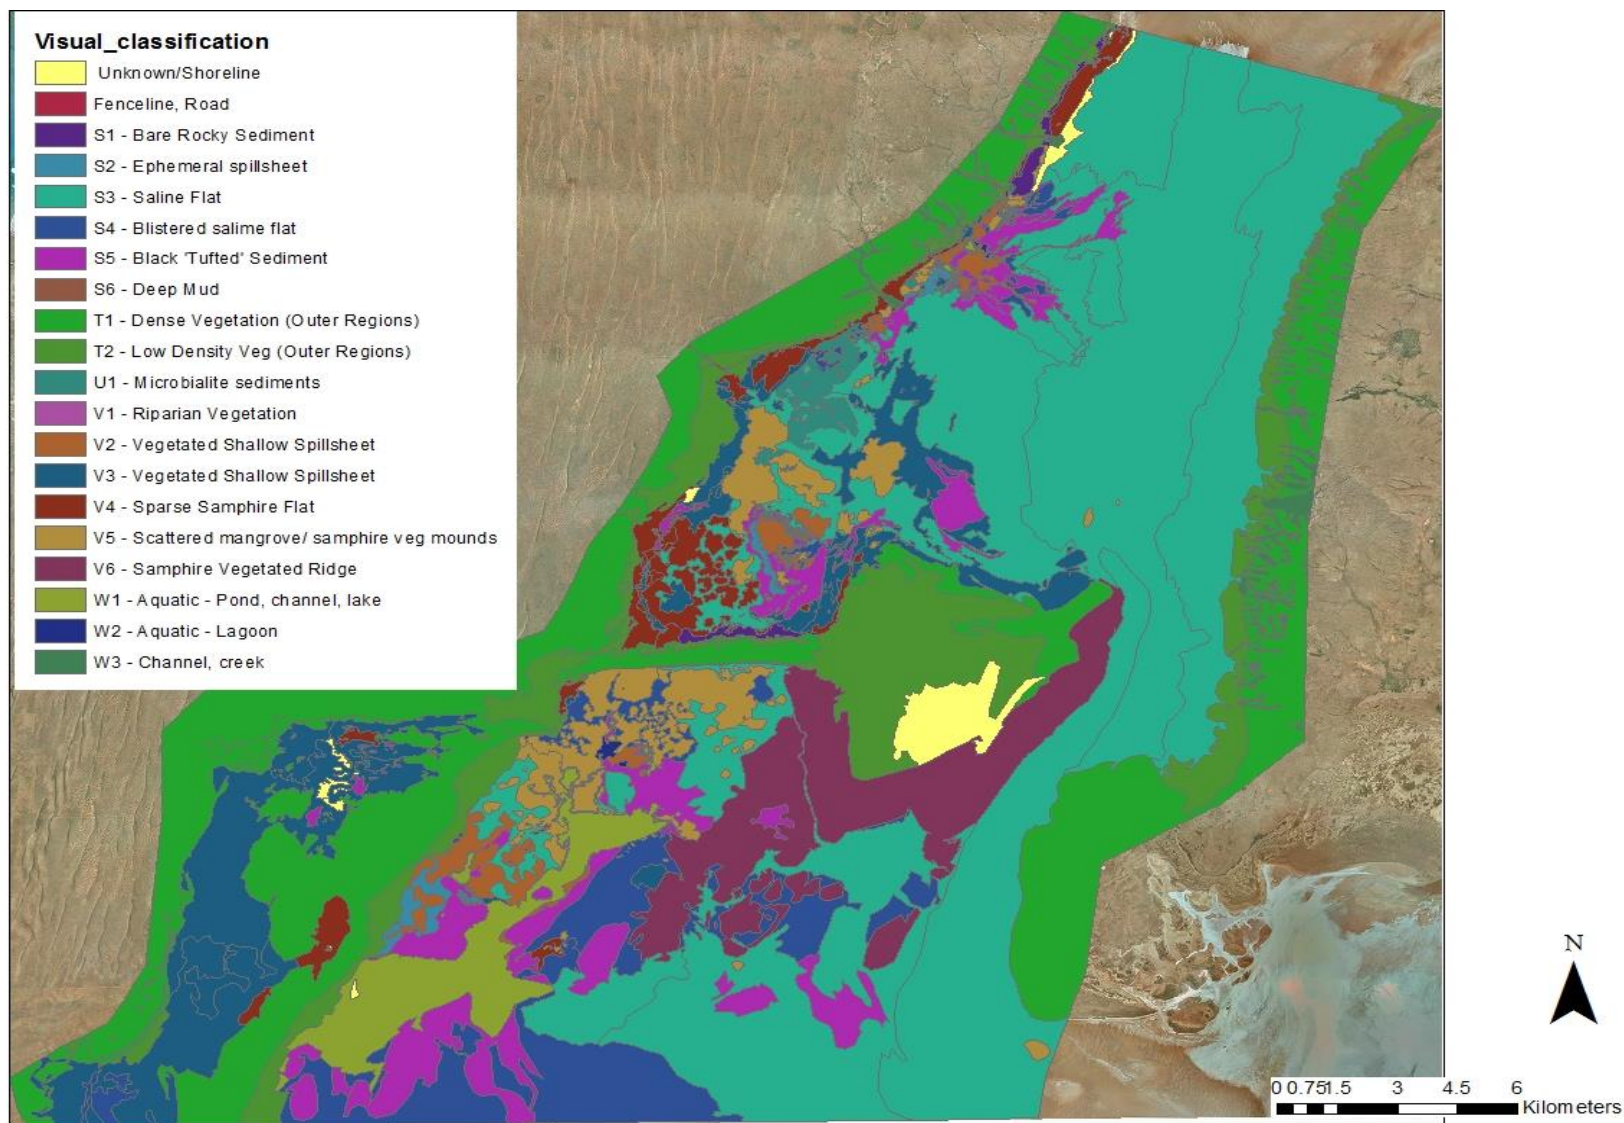 Visual_classification
Unknown/Shoreline
Fenceline, Road
S1 - Bare Rocky Sediment
S2 - Ephemeral spillsheet
S3 - Saline Flat
S4 - Blistered salime flat
S5 - Black 'Tufted' Sediment
S6 - Deep Mud
T1 - Dense Vegetation (Outer Regions)
T2 - Low Density Veg (Outer Regions)
U1 - Microbialite sediments
V1 - Riparian Vegetation
V2 - Vegetated Shallow Spillsheet
V3 - Vegetated Shallow Spillsheet
V4 - Sparse Samphire Flat
V5 - Scattered mangrove/ samphire veg mounds
V6 - Samphire Vegetated Ridge
W1 - Aquatic - Pond, channel, lake
W2 - Aquatic - Lagoon
W3 - Channel, creek
N
0 0.75 1.5 3 4.5 6
Kilometers